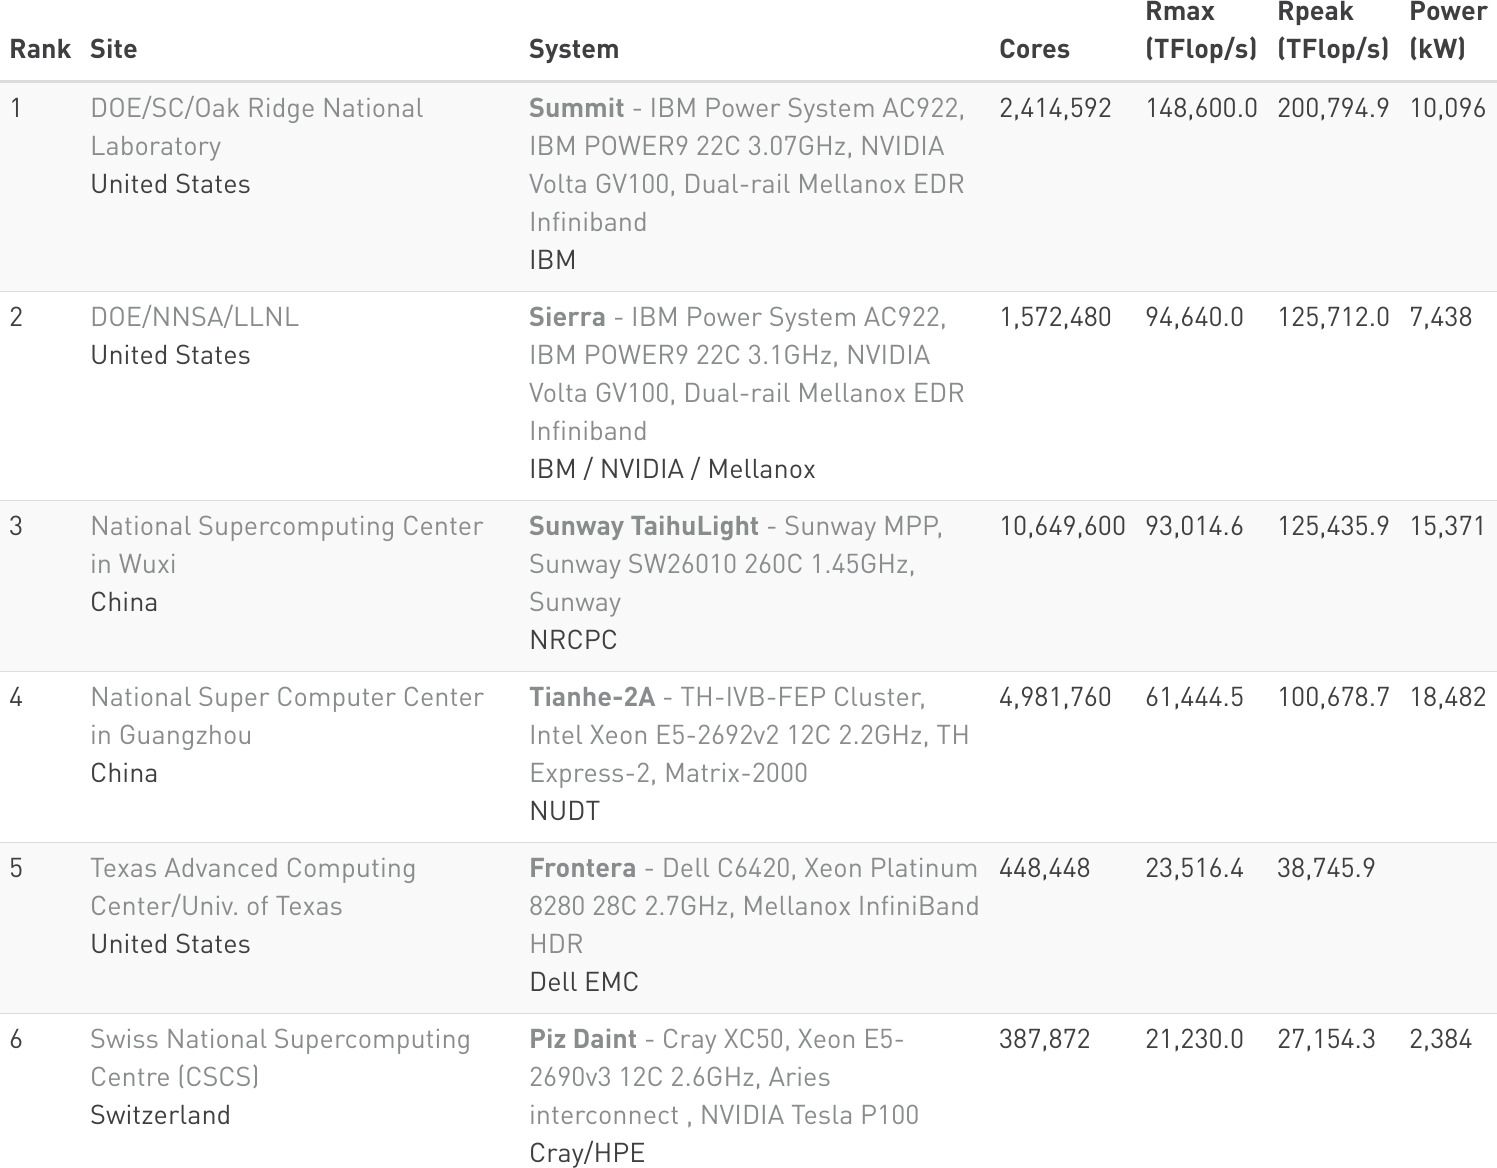 Rank Site System Cores Rmax (TFlop/s) Rpeak (TFlop/s) Power (kW)
1 DOE/SC/Oak Ridge National Summit - IBM Power System AC922, 2,414,592 148,600.0 200,794.9 10,096
Laboratory IBM POWER9 22C 3.07GHz, NVIDIA
United States Volta GV100, Dual-rail Mellanox EDR
Infiniband
IBM
2 DOE/NNSA/LLNL Sierra - IBM Power System AC922, 1,572,480 94,640.0 125,712.0 7,438
United States IBM POWER9 22C 3.1GHz, NVIDIA
Volta GV100, Dual-rail Mellanox EDR
Infiniband
IBM / NVIDIA / Mellanox
3 National Supercomputing Center Sunway TaihuLight - Sunway MPP, 10,649,600 93,014.6 125,435.9 15,371
in Wuxi Sunway SW26010 260C 1.45GHz,
China Sunway
NRCPC
4 National Super Computer Center Tianhe-2A - TH-IVB-FEP Cluster, 4,981,760 61,444.5 100,678.7 18,482
in Guangzhou Intel Xeon E5-2692v2 12C 2.2GHz, TH
China Express-2, Matrix-2000
NUDT
5 Texas Advanced Computing Frontera - Dell C6420, Xeon Platinum 448,448 23,516.4 38,745.9
Center/Univ. of Texas 8280 28C 2.7GHz, Mellanox InfiniBand
United States HDR
Dell EMC
6 Swiss National Supercomputing Piz Daint - Cray XC50, Xeon E5- 387,872 21,230.0 27,154.3 2,384
Centre (CSCS) 2690v3 12C 2.6GHz, Aries
Switzerland interconnect , NVIDIA Tesla P100
Cray/HPE